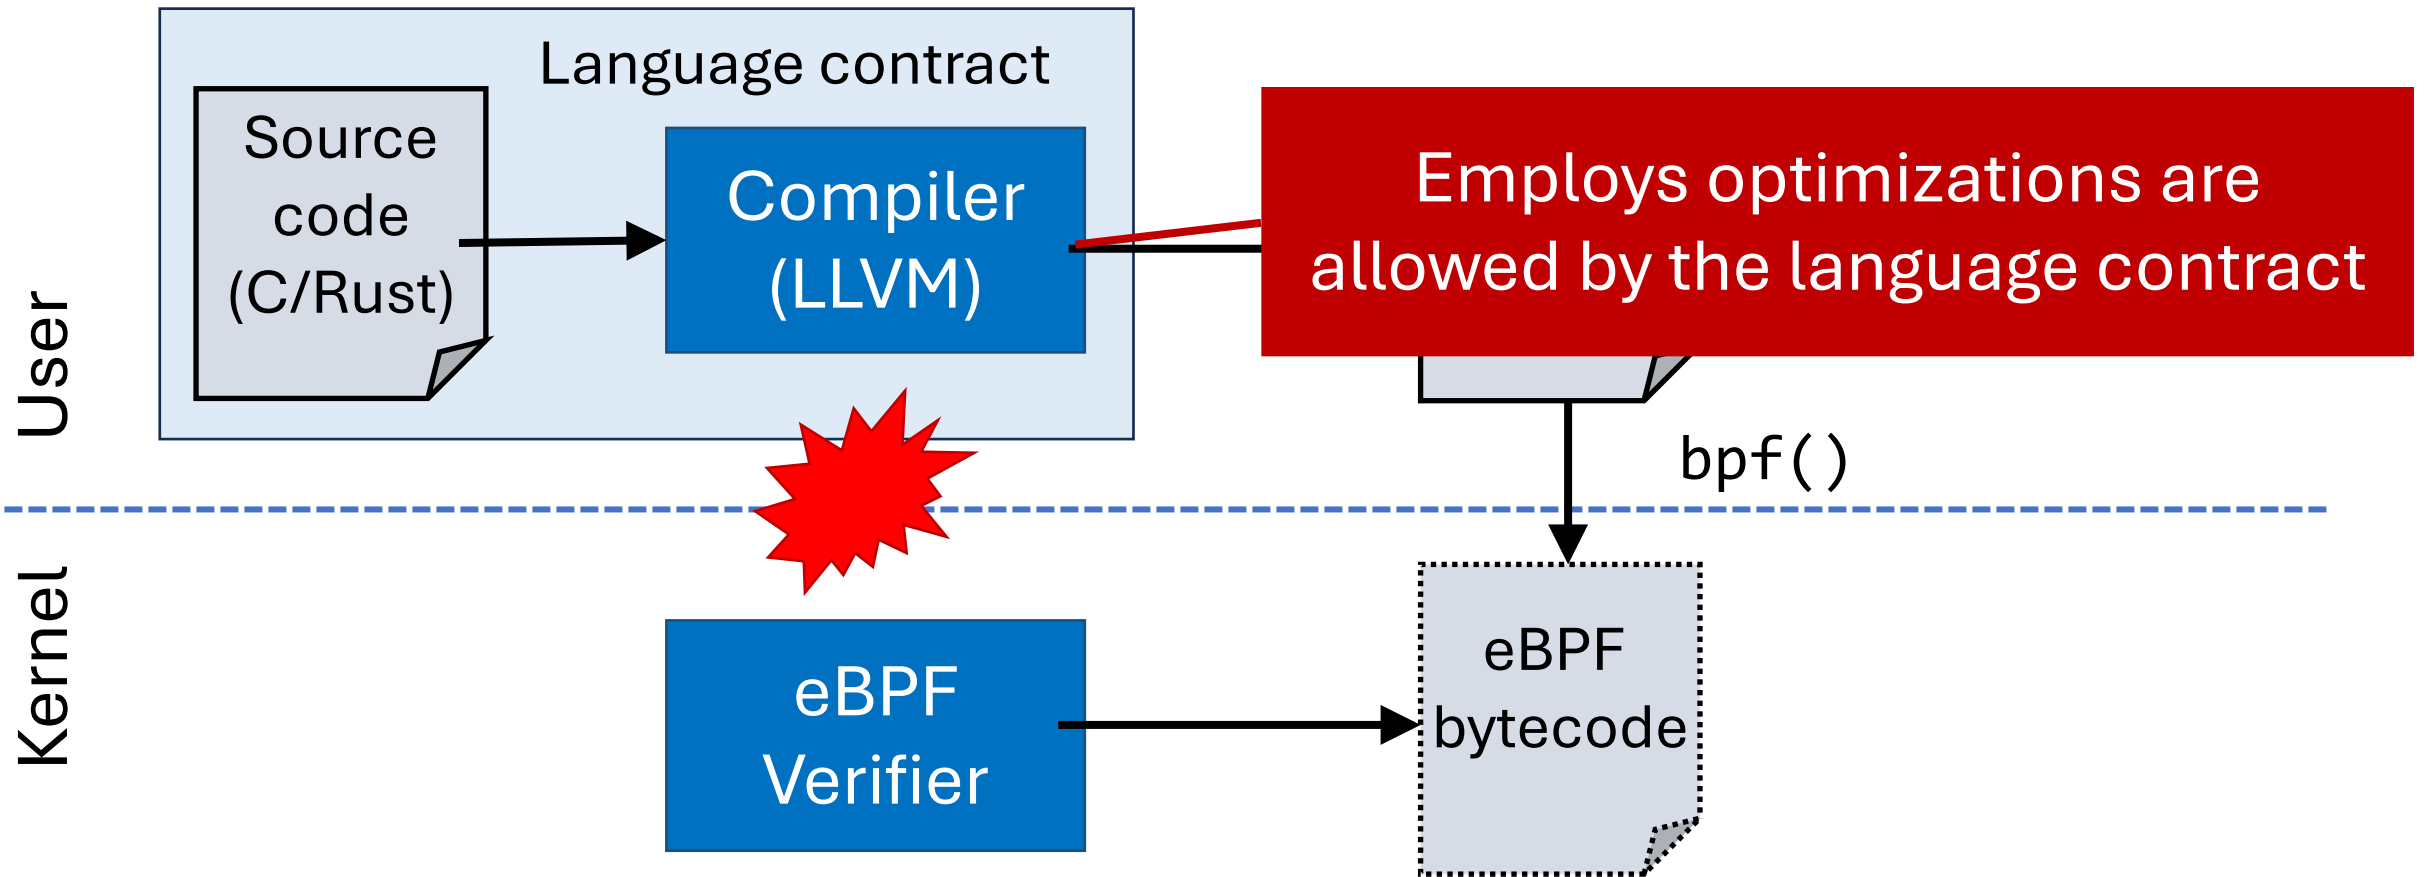 Language contract
Source
code
(C/Rust)
Compiler
(LLVM)
Employs optimizations are
allowed by the language contract
User
bpf()
Kernel
eBPF
Verifier
eBPF
bytecode